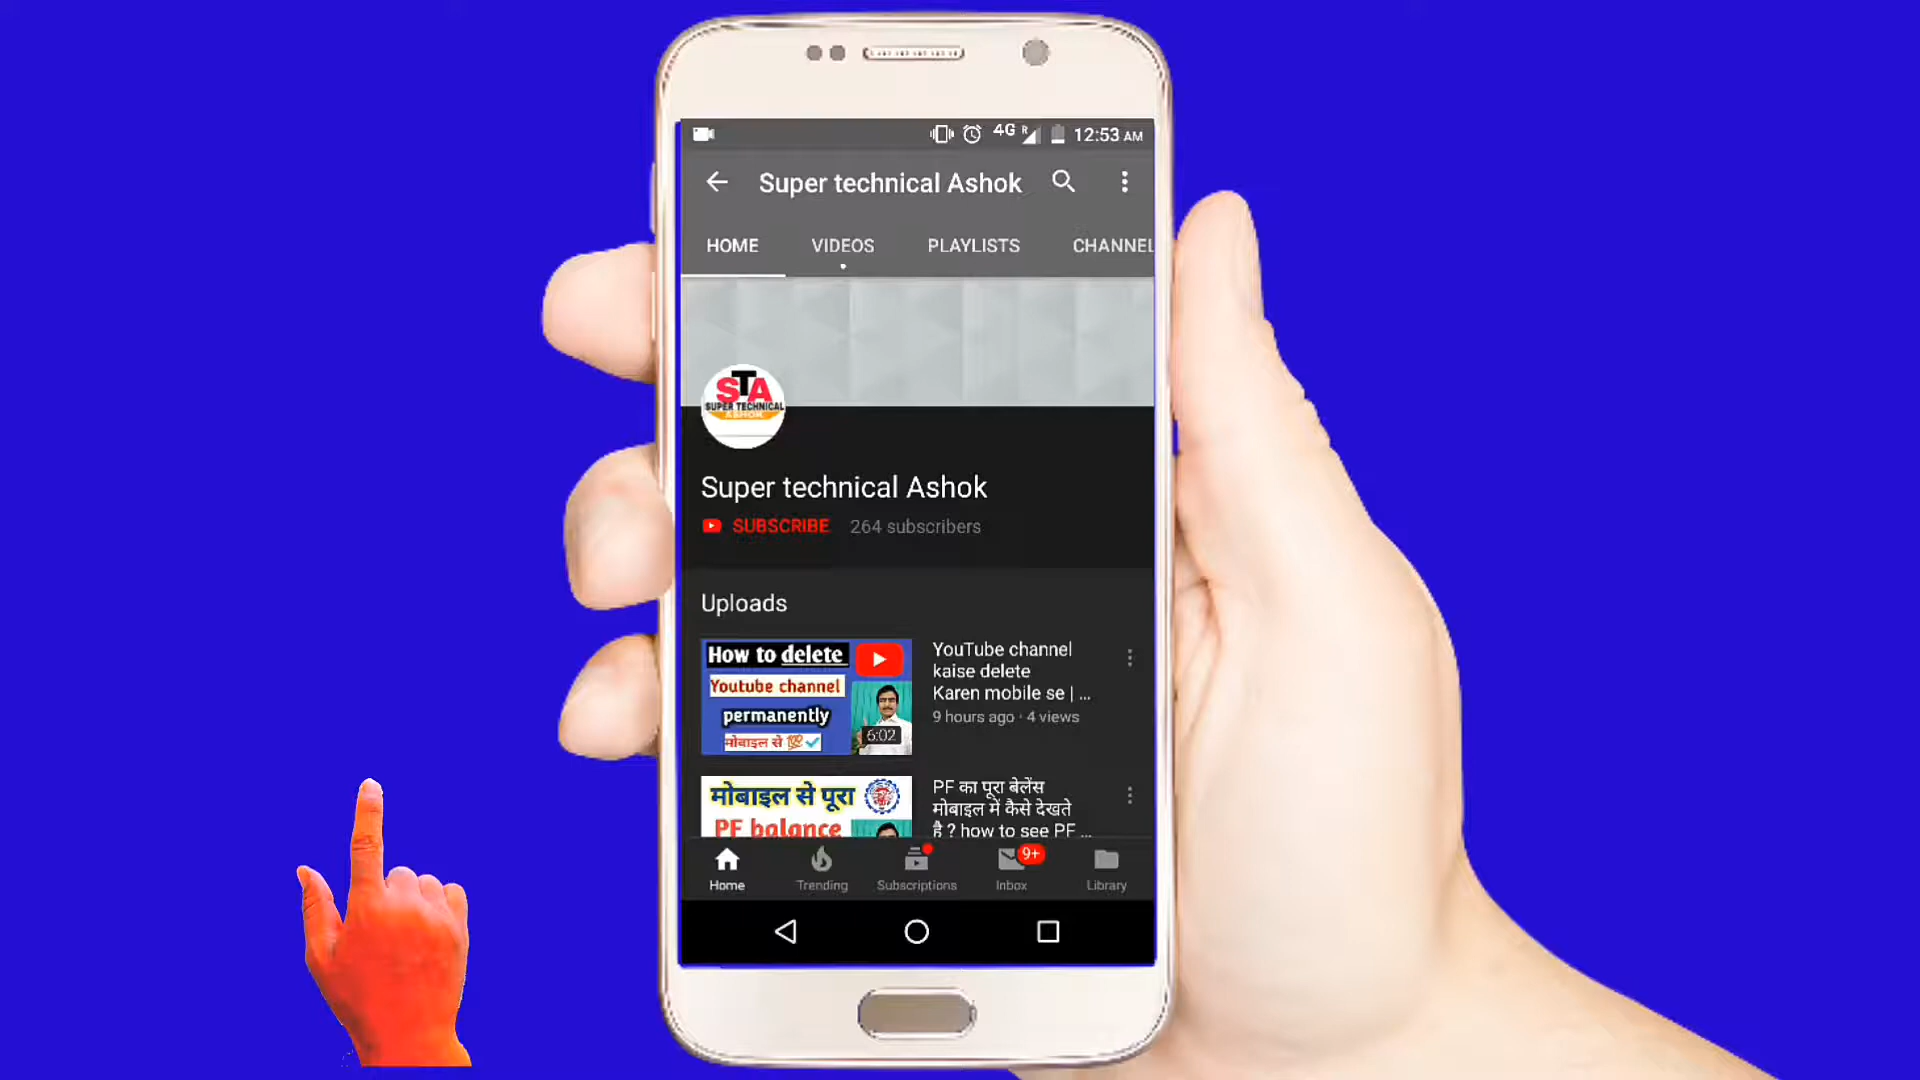 4G R 12:53 AM
Super technical Ashok
HOME VIDEOS PLAYLISTS CHANNEL
STA
SUPER TECHNICAL
ASHOK
Super technical Ashok
SUBSCRIBE 264 subscribers
Uploads
How to delete
Youtube channel
permanently
मोबाइल से 💯
6:02
YouTube channel
kaise delete
Karen mobile se | ...
9 hours ago · 4 views
मोबाइल से पूरा
PF balance
PF का पूरा बेलेंस
मोबाइल में कैसे देखते
है ? how to see PF ...
9+
Home Trending Subscriptions Inbox Library